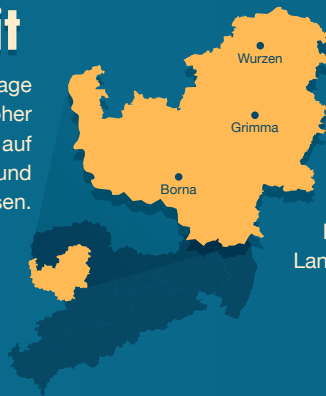 it
age
her
auf
und
sen.
Wurzen
Grimma
Borna
Lan